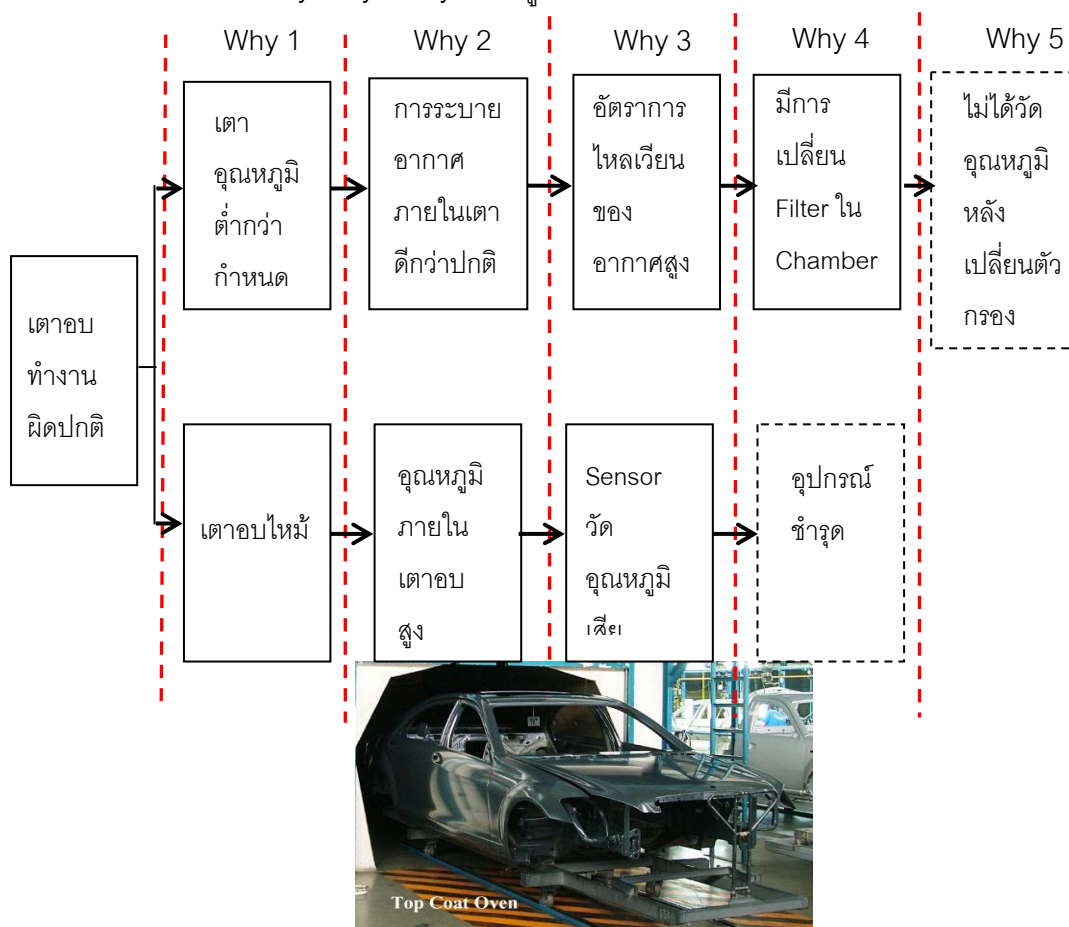 Why 1
Why 2
Why 3
Why 4
Why 5
เตาอบ
ทำงาน
ผิดปกติ
เตา
อุณหภูมิ
ต่ำกว่า
กำหนด
การระบาย
อากาศ
ภายในเตา
ดีกว่าปกติ
อัตราการ
ไหลเวียน
ของ
อากาศสูง
มีการ
เปลี่ยน
Filter ใน
Chamber
ไม่ได้วัด
อุณหภูมิ
หลัง
เปลี่ยนตัว
กรอง
เตาอบไหม้
อุณหภูมิ
ภายใน
เตาอบ
สูง
Sensor
วัด
อุณหภูมิ
เสีย
อุปกรณ์
ชำรุด
Top Coat Oven